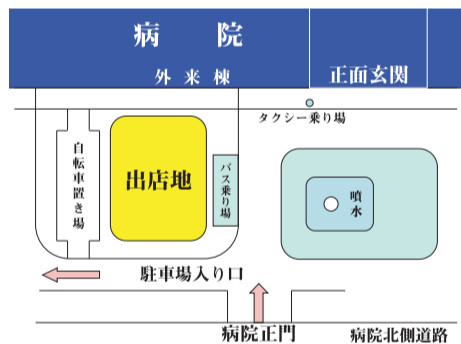 病院
外来棟
正面玄関
タクシー乗り場
自転車置き場
出店地
バス乗り場
噴水
駐車場入り口
病院正門
病院北側道路